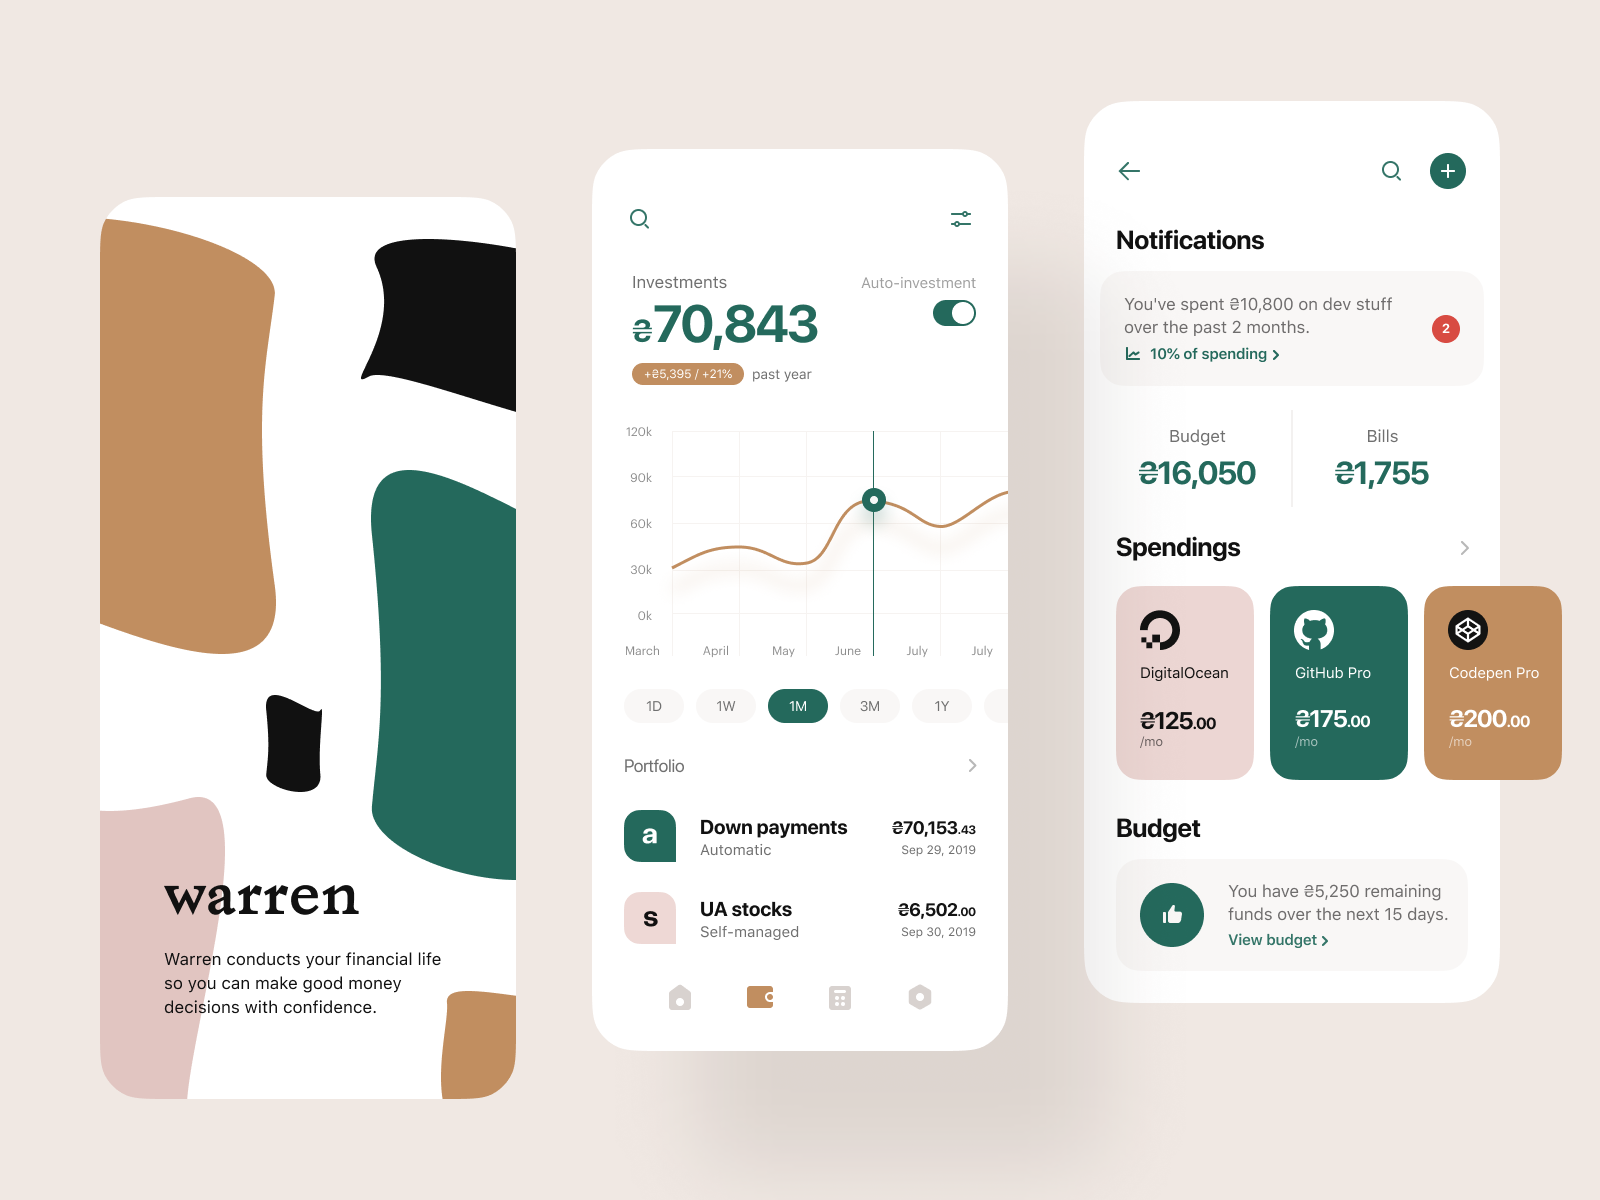 warren
Warren conducts your financial life
so you can make good money
decisions with confidence.
Investments
Auto-investment
₴70,843
+₴5,395 / +21% past year
120k
90k
60k
30k
0k
March April May June July July
1D 1W 1M 3M 1Y
Portfolio
a
Down payments ₴70,153.43
Automatic Sep 29, 2019
s
UA stocks ₴6,502.00
Self-managed Sep 30, 2019
Notifications
You've spent ₴10,800 on dev stuff
over the past 2 months.
2
10% of spending
Budget Bills
₴16,050 ₴1,755
Spendings
DigitalOcean GitHub Pro Codepen Pro
₴125.00 ₴175.00 ₴200.00
/mo /mo /mo
Budget
You have ₴5,250 remaining
funds over the next 15 days.
View budget